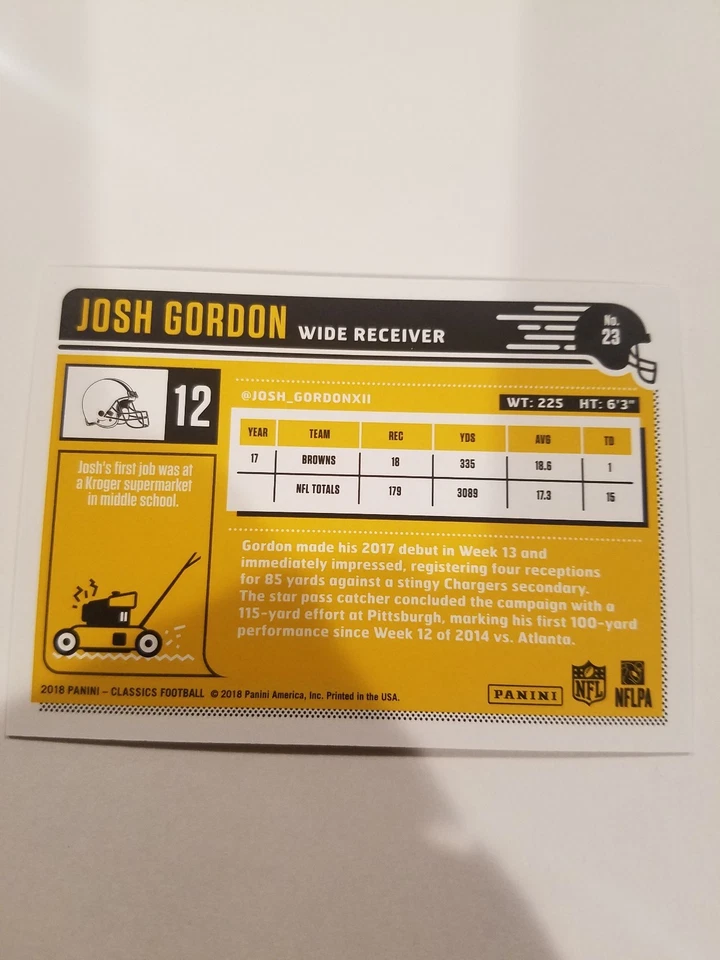 JOSH GORDON WIDE RECEIVER
No.
23
12
@JOSH_GORDONXII
WT: 225 HT: 6'3"
YEAR TEAM REC YDS AVG TD
17 BROWNS 18 335 18.6 1
NFL TOTALS 179 3089 17.3 15
Josh's first job was at
a Kroger supermarket
in middle school.
Gordon made his 2017 debut in Week 13 and
immediately impressed, registering four receptions
for 85 yards against a stingy Chargers secondary.
The star pass catcher concluded the campaign with a
115-yard effort at Pittsburgh, marking his first 100-yard
performance since Week 12 of 2014 vs. Atlanta.
2018 PANINI – CLASSICS FOOTBALL © 2018 Panini America, Inc. Printed in the USA.
PANINI
NFL
NFLPA